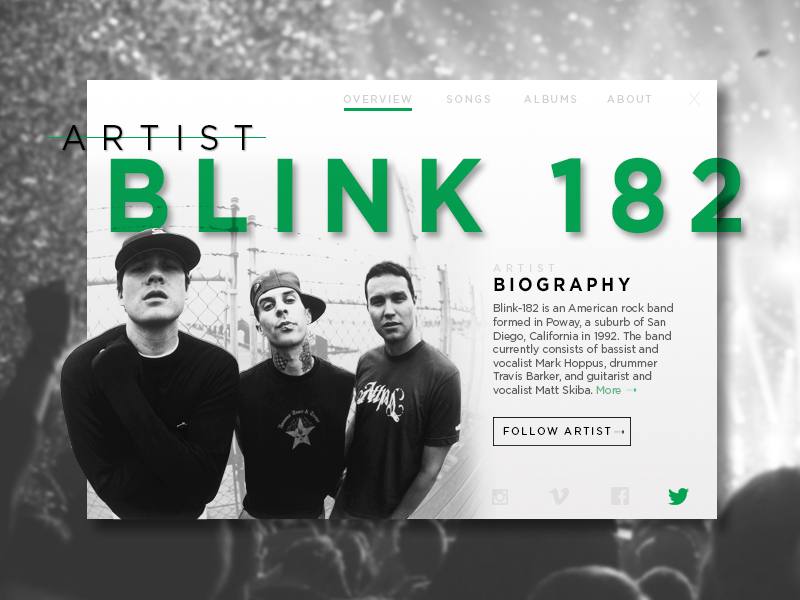 OVERVIEW SONGS ALBUMS ABOUT X
ARTIST
BLINK 182
ARTIST
BIOGRAPHY
Blink-182 is an American rock band
formed in Poway, a suburb of San
Diego, California in 1992. The band
currently consists of bassist and
vocalist Mark Hoppus, drummer
Travis Barker, and guitarist and
vocalist Matt Skiba. More →
FOLLOW ARTIST →